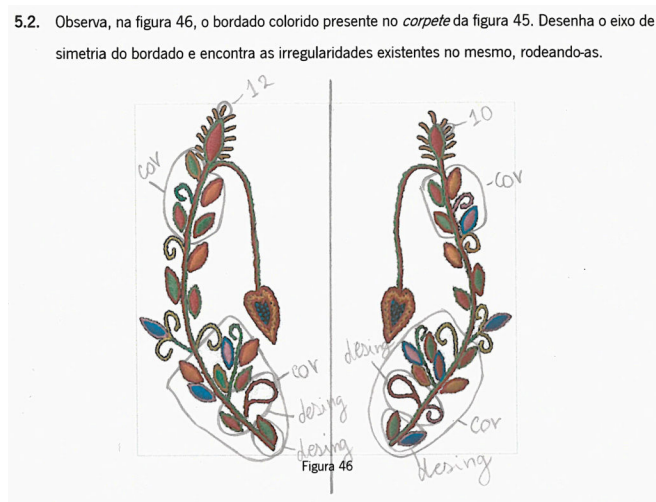 5.2. Observa, na figura 46, o bordado colorido presente no corpete da figura 45. Desenha o eixo de
simetria do bordado e encontra as irregularidades existentes no mesmo, rodeando-as.
12
10
cor
cor
desing
cor
desing
cor
desing
Figura 46
desing